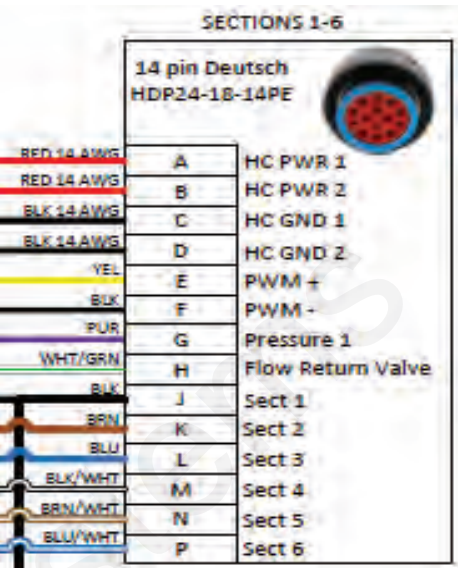 SECTIONS 1-6
14 pin Deutsch
HDP24-18-14PE
RED 14 AWG A HC PWR 1
RED 14 AWG B HC PWR 2
BLK 14 AWG C HC GND 1
BLK 14 AWG D HC GND 2
YEL E PWM +
BLK F PWM -
PUR G Pressure 1
WHT/GRN H Flow Return Valve
BLK J Sect 1
BRN K Sect 2
BLU L Sect 3
BLK/WHT M Sect 4
BRN/WHT N Sect 5
BLU/WHT P Sect 6